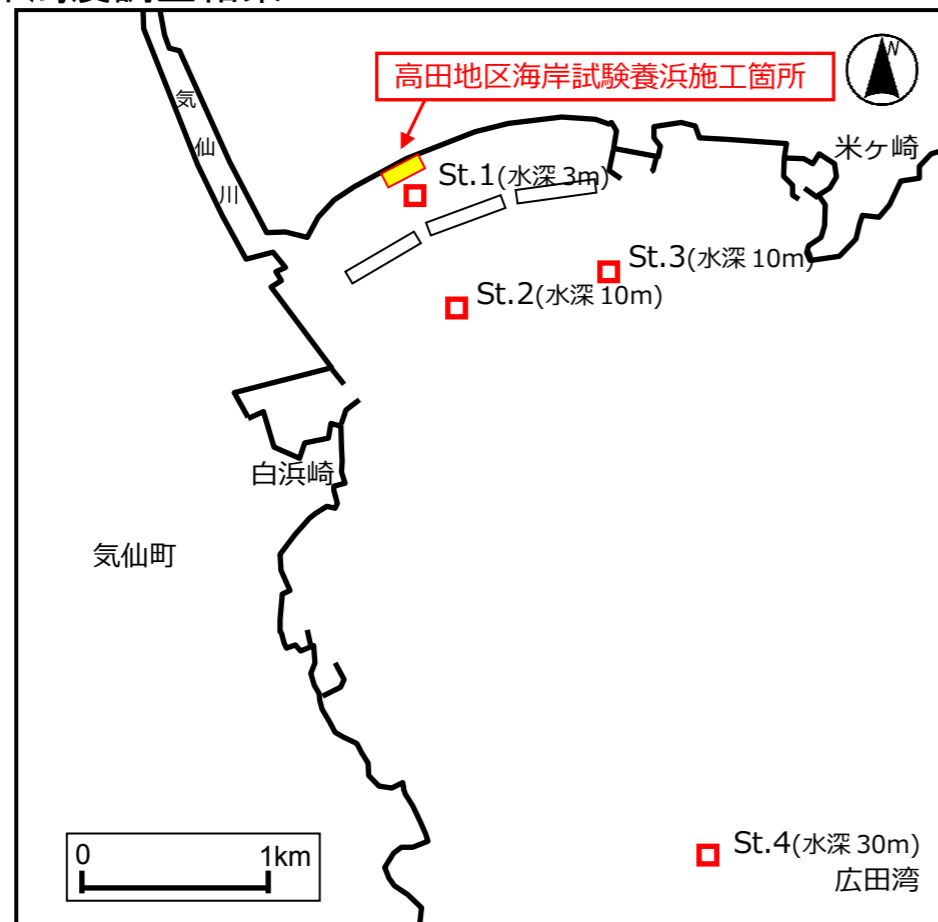 高田地区海岸試験養浜施工箇所
N
気
仙
川
米ヶ崎
St.1(水深 3m)
St.3(水深 10m)
St.2(水深 10m)
白浜崎
気仙町
0 1km
St.4(水深 30m)
広田湾